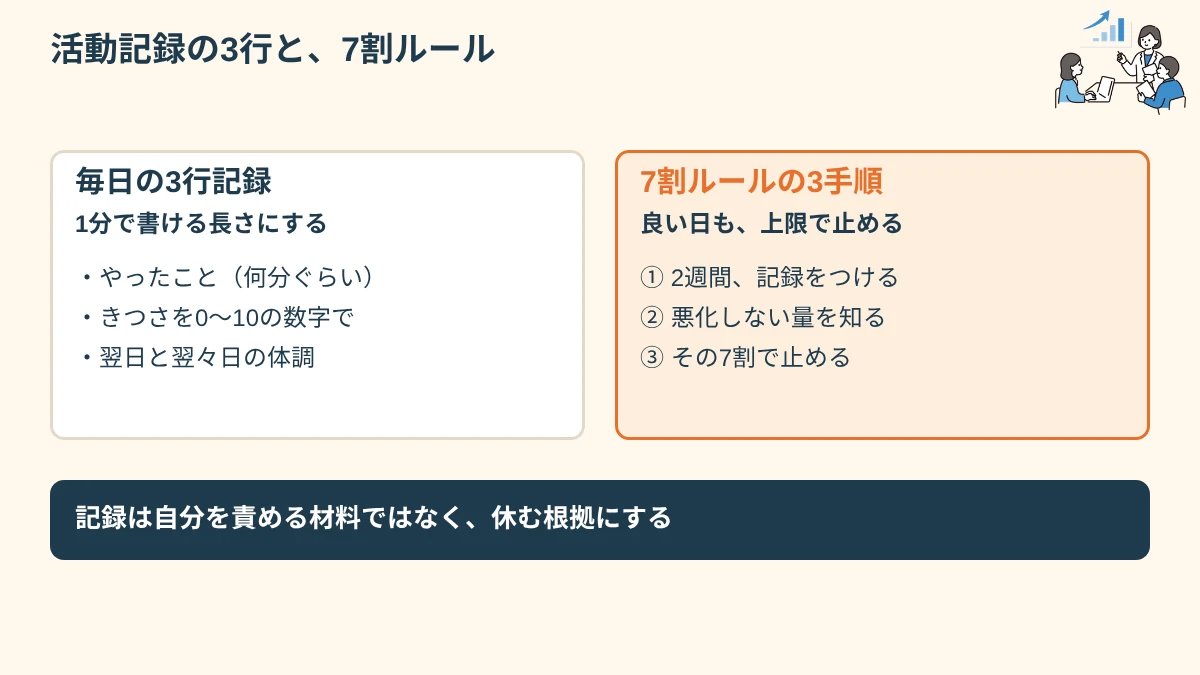 活動記録の3行と、7割ルール
毎日の3行記録
1分で書ける長さにする
・やったこと（何分ぐらい）
・きつさを0〜10の数字で
・翌日と翌々日の体調
7割ルールの3手順
良い日も、上限で止める
① 2週間、記録をつける
② 悪化しない量を知る
③ その7割で止める
記録は自分を責める材料ではなく、休む根拠にする